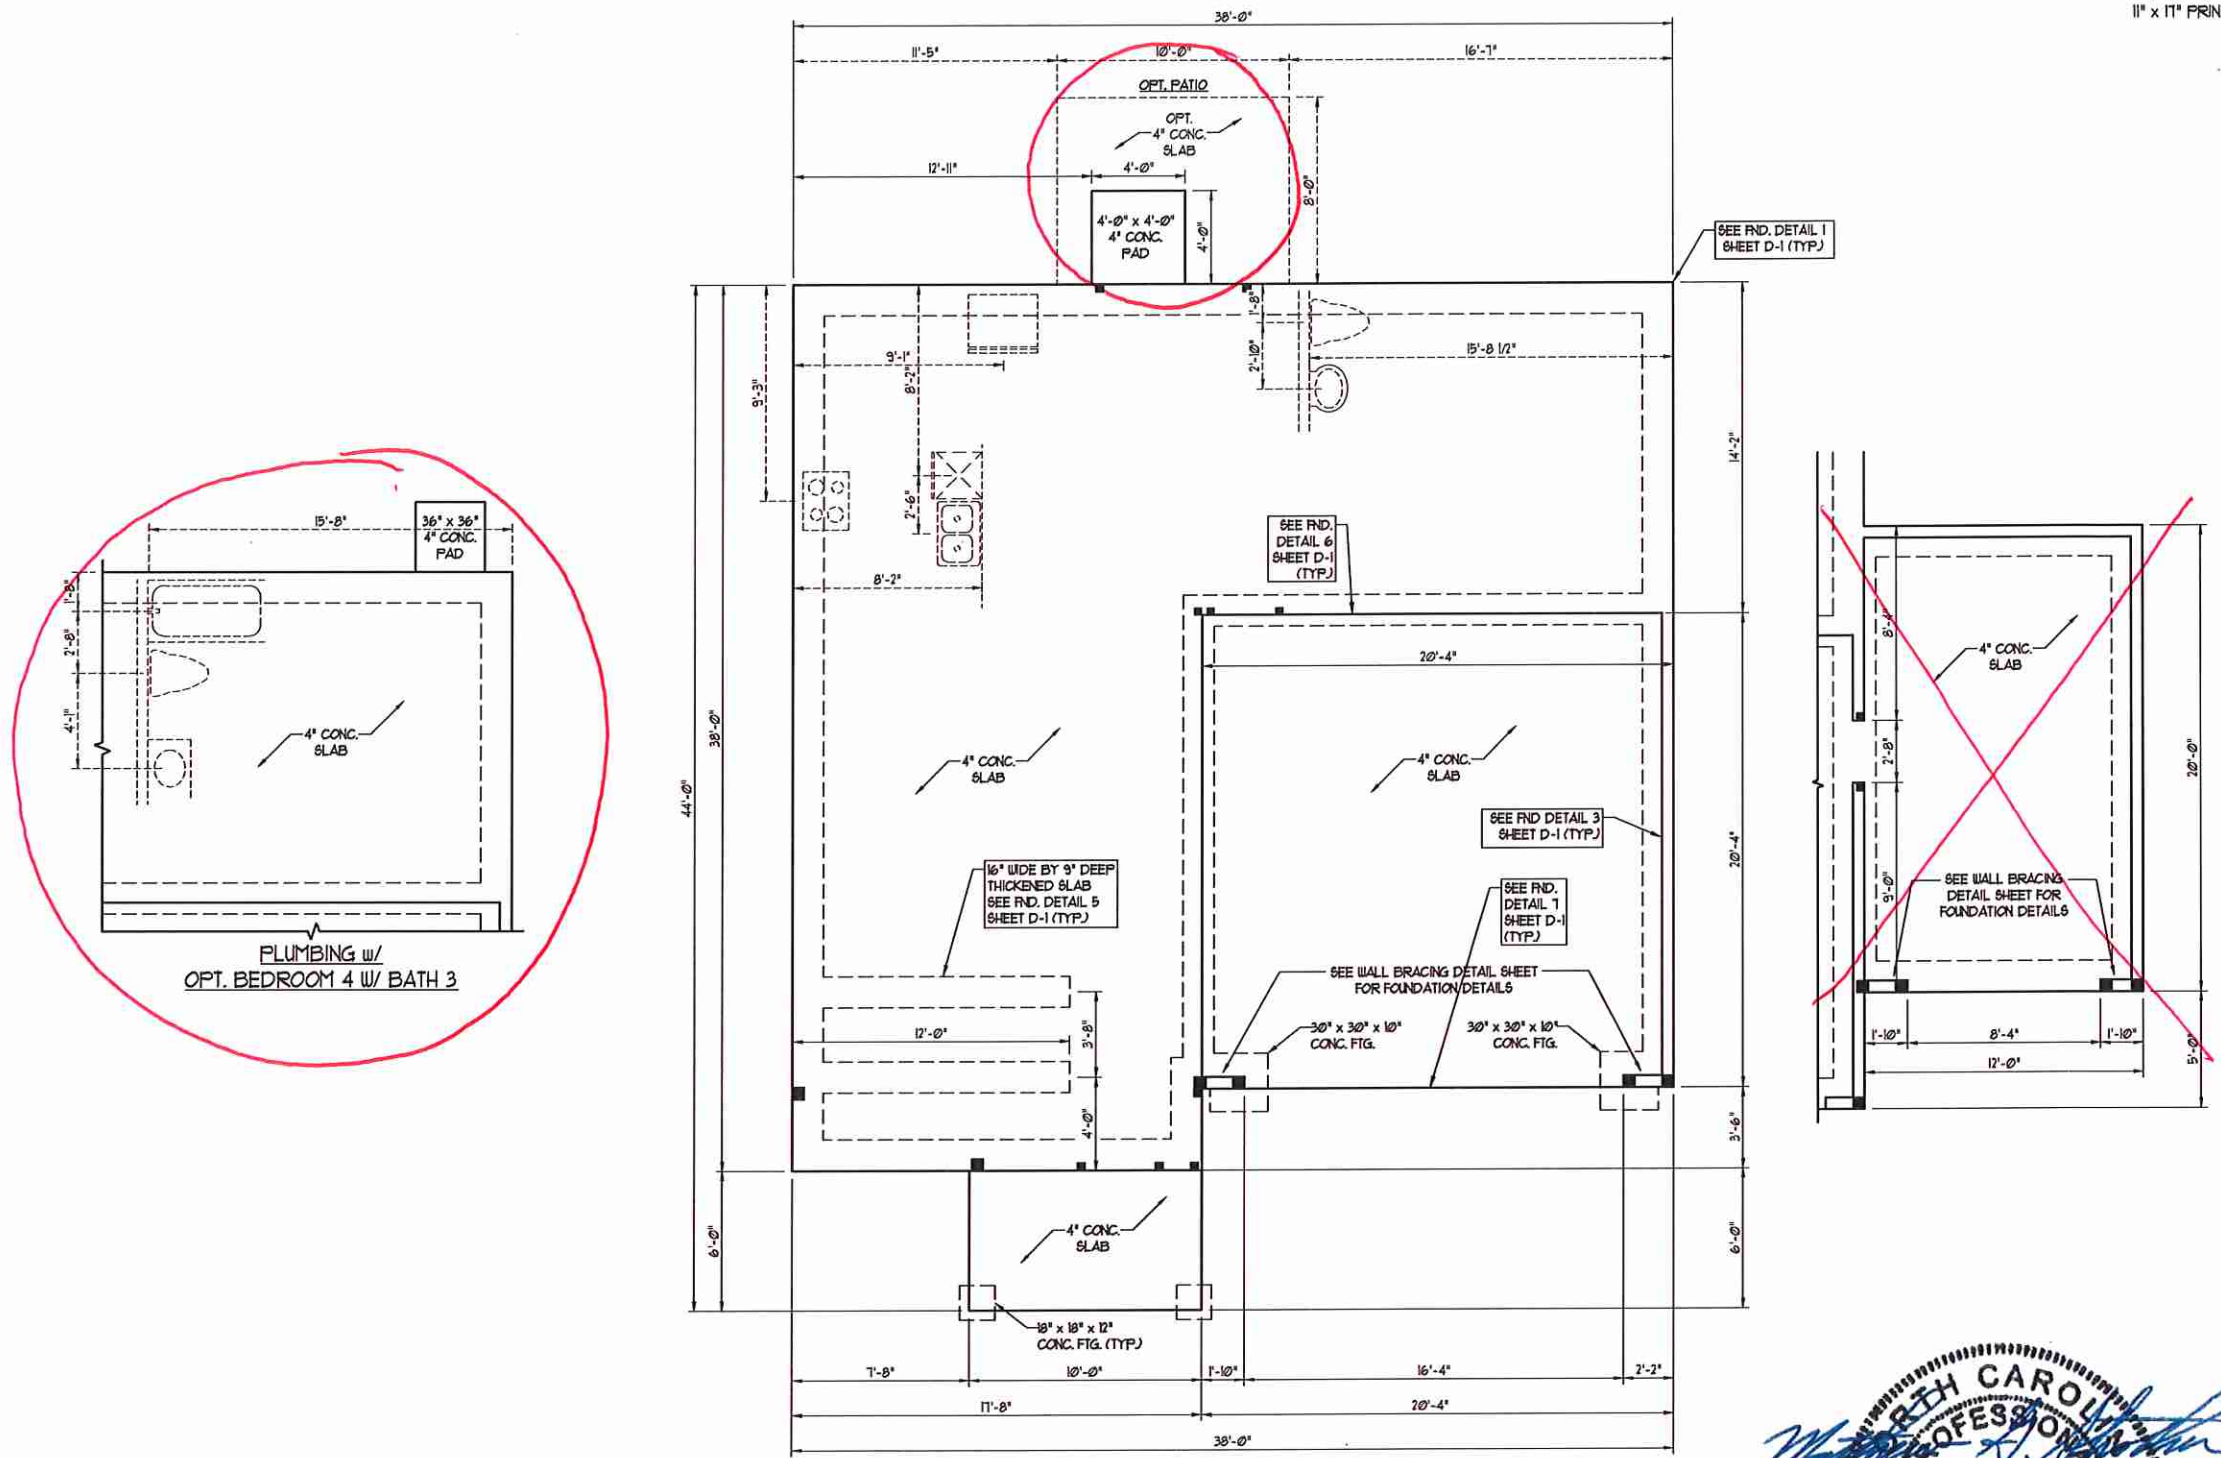 11" x 17" PRIN
38'-0"
11'-5"
10'-0"
16'-7"
OPT. PATIO
OPT.
4" CONC.
SLAB
12'-11"
4'-0"
8'-0"
4'-0" x 4'-0"
4" CONC.
PAD
4'-0"
SEE FND. DETAIL 1
SHEET D-1 (TYP.)
1'-8"
2'-10"
15'-8 1/2"
9'-1"
8'-2"
9'-3"
2'-6"
8'-2"
14'-2"
SEE FND.
DETAIL 6
SHEET D-1
(TYP.)
20'-4"
38'-0"
44'-0"
4" CONC.
SLAB
4" CONC.
SLAB
SEE FND DETAIL 3
SHEET D-1 (TYP.)
20'-4"
16" WIDE BY 9" DEEP
THICKENED SLAB
SEE FND. DETAIL 5
SHEET D-1 (TYP.)
SEE FND.
DETAIL 7
SHEET D-1
(TYP.)
SEE WALL BRACING DETAIL SHEET
FOR FOUNDATION DETAILS
30" x 30" x 10"
CONC. FTG.
30" x 30" x 10"
CONC. FTG.
12'-0"
3'-8"
4'-0"
3'-6"
6'-0"
6'-0"
4" CONC.
SLAB
18" x 18" x 12"
CONC. FTG. (TYP.)
7'-8"
10'-0"
1'-10"
16'-4"
2'-2"
17'-8"
20'-4"
38'-0"
15'-8"
36" x 36"
4" CONC.
PAD
1'-8"
2'-8"
4'-1"
4" CONC.
SLAB
PLUMBING w/
OPT. BEDROOM 4 W/ BATH 3
4" CONC.
SLAB
2'-8"
20'-0"
9'-0"
SEE WALL BRACING
DETAIL SHEET FOR
FOUNDATION DETAILS
1'-10"
8'-4"
1'-10"
12'-0"
5'-0"
RTH CAROL
OFESSION